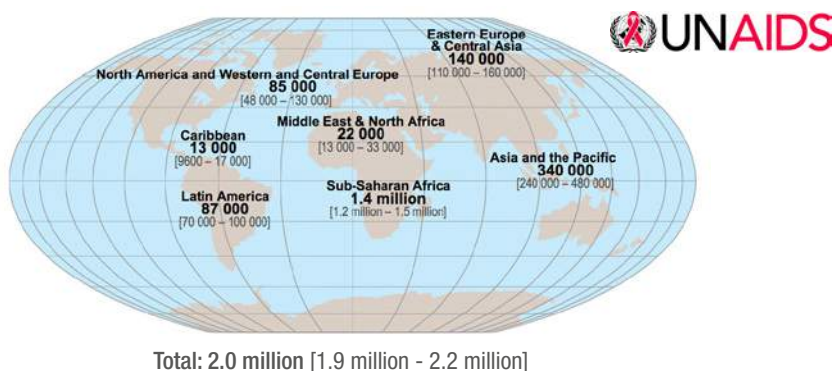 UNAIDS
Eastern Europe
& Central Asia
140 000
[110 000 – 160 000]
North America and Western and Central Europe
85 000
[48 000 – 130 000]
Middle East & North Africa
22 000
[13 000 – 33 000]
Caribbean
13 000
[9600 – 17 000]
Asia and the Pacific
340 000
[240 000 – 480 000]
Sub-Saharan Africa
1.4 million
[1.2 million – 1.5 million]
Latin America
87 000
[70 000 – 100 000]
Total: 2.0 million [1.9 million - 2.2 million]